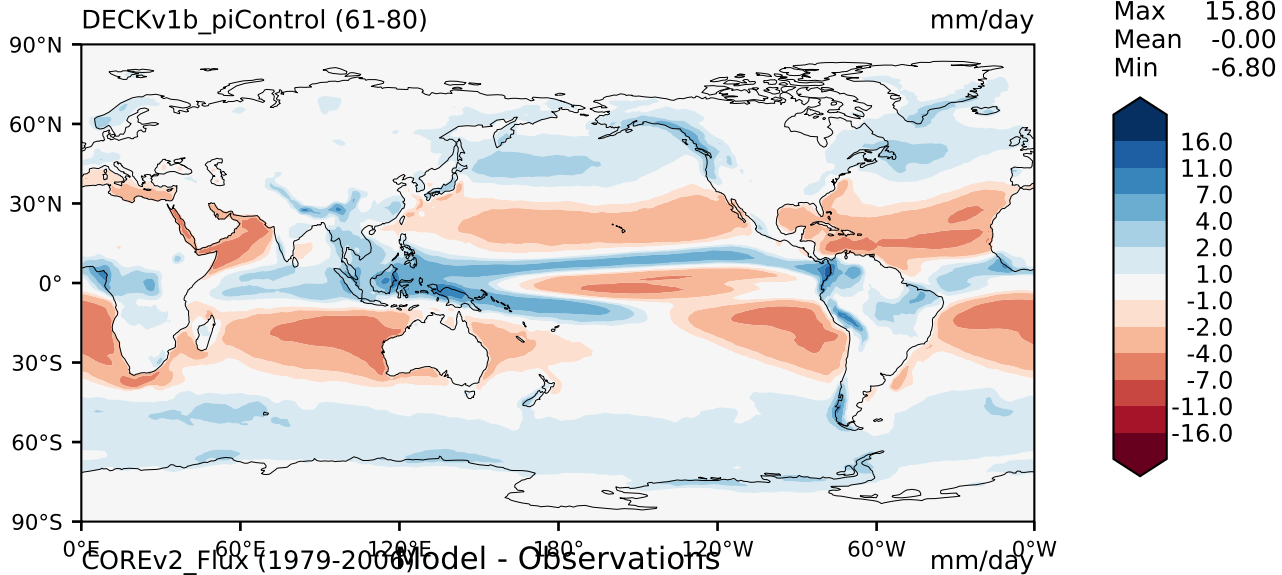 DECKv1b_piControl (61-80) mm/day
Max 15.80
Mean -0.00
Min -6.80
90°N
60°N
30°N
0°
30°S
60°S
90°S
0°E 60°E 120°E 180° 120°W 60°W 0°W
16.0
11.0
7.0
4.0
2.0
1.0
-1.0
-2.0
-4.0
-7.0
-11.0
-16.0
COREv2_Flux (1979-2006) Model - Observations mm/day